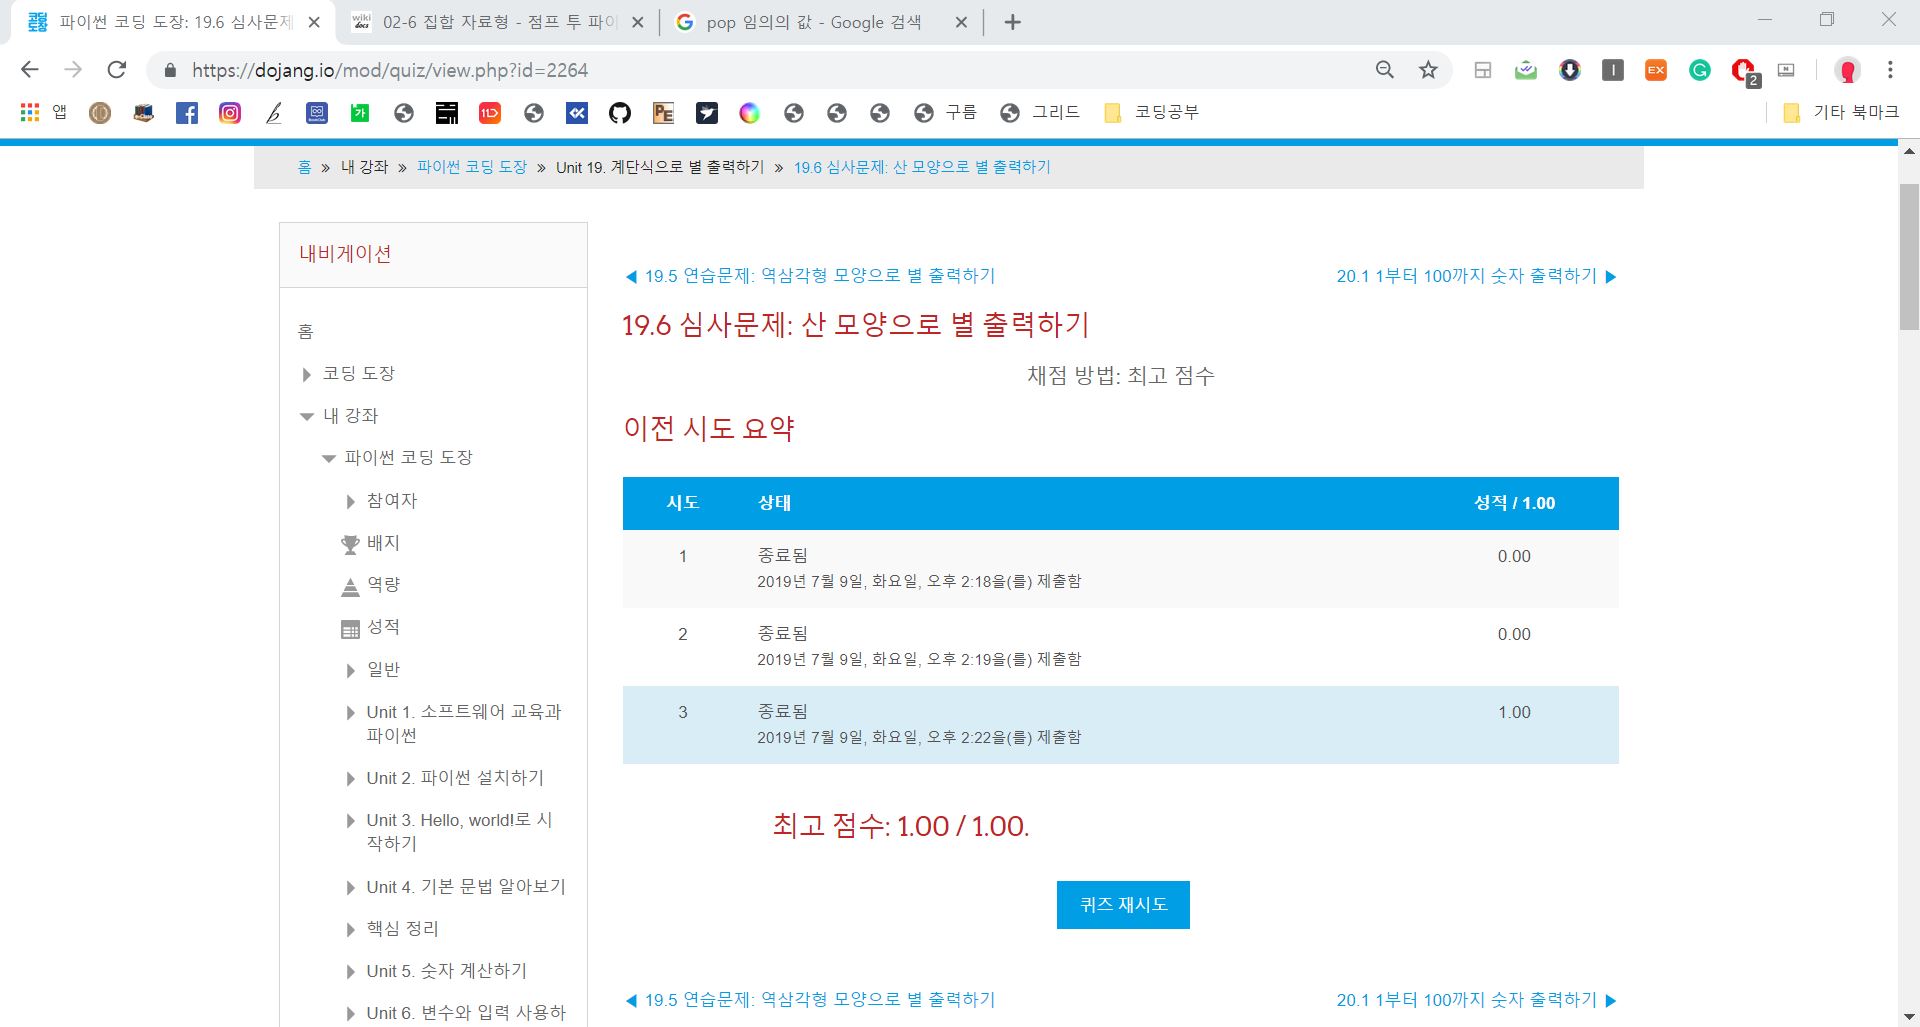 파이썬 코딩 도장: 19.6 심사문제
02-6 집합 자료형 - 점프 투 파이
pop 임의의 값 - Google 검색
https://dojang.io/mod/quiz/view.php?id=2264
앱
구름
그리드
코딩공부
기타 북마크
홈 » 내 강좌 » 파이썬 코딩 도장 » Unit 19. 계단식으로 별 출력하기 » 19.6 심사문제: 산 모양으로 별 출력하기
내비게이션
홈
코딩 도장
내 강좌
파이썬 코딩 도장
참여자
배지
역량
성적
일반
Unit 1. 소프트웨어 교육과
파이썬
Unit 2. 파이썬 설치하기
Unit 3. Hello, world!로 시
작하기
Unit 4. 기본 문법 알아보기
핵심 정리
Unit 5. 숫자 계산하기
Unit 6. 변수와 입력 사용하
◀ 19.5 연습문제: 역삼각형 모양으로 별 출력하기
20.1 1부터 100까지 숫자 출력하기 ▶
19.6 심사문제: 산 모양으로 별 출력하기
채점 방법: 최고 점수
이전 시도 요약
시도 상태 성적 / 1.00
1 종료됨 0.00
2019년 7월 9일, 화요일, 오후 2:18을(를) 제출함
2 종료됨 0.00
2019년 7월 9일, 화요일, 오후 2:19을(를) 제출함
3 종료됨 1.00
2019년 7월 9일, 화요일, 오후 2:22을(를) 제출함
최고 점수: 1.00 / 1.00.
퀴즈 재시도
◀ 19.5 연습문제: 역삼각형 모양으로 별 출력하기
20.1 1부터 100까지 숫자 출력하기 ▶